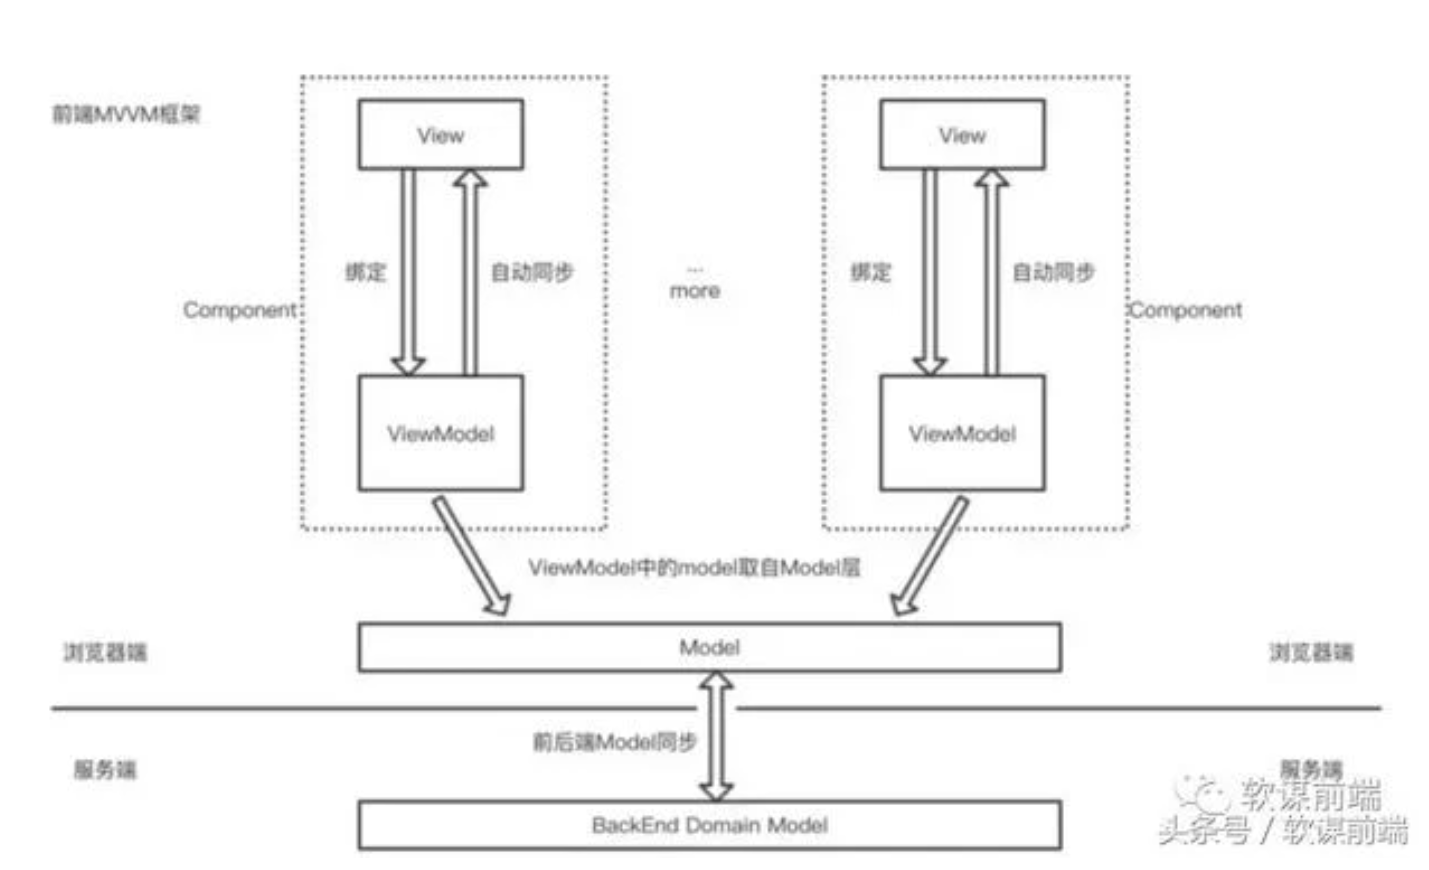 前端MVVM框架
View
View
绑定
自动同步
...
more
绑定
自动同步
Component
Component
ViewModel
ViewModel
ViewModel中的model取自Model层
浏览器端
Model
浏览器端
前后端Model同步
服务端
服务端
软谋前端
BackEnd Domain Model
头条号 / 软谋前端